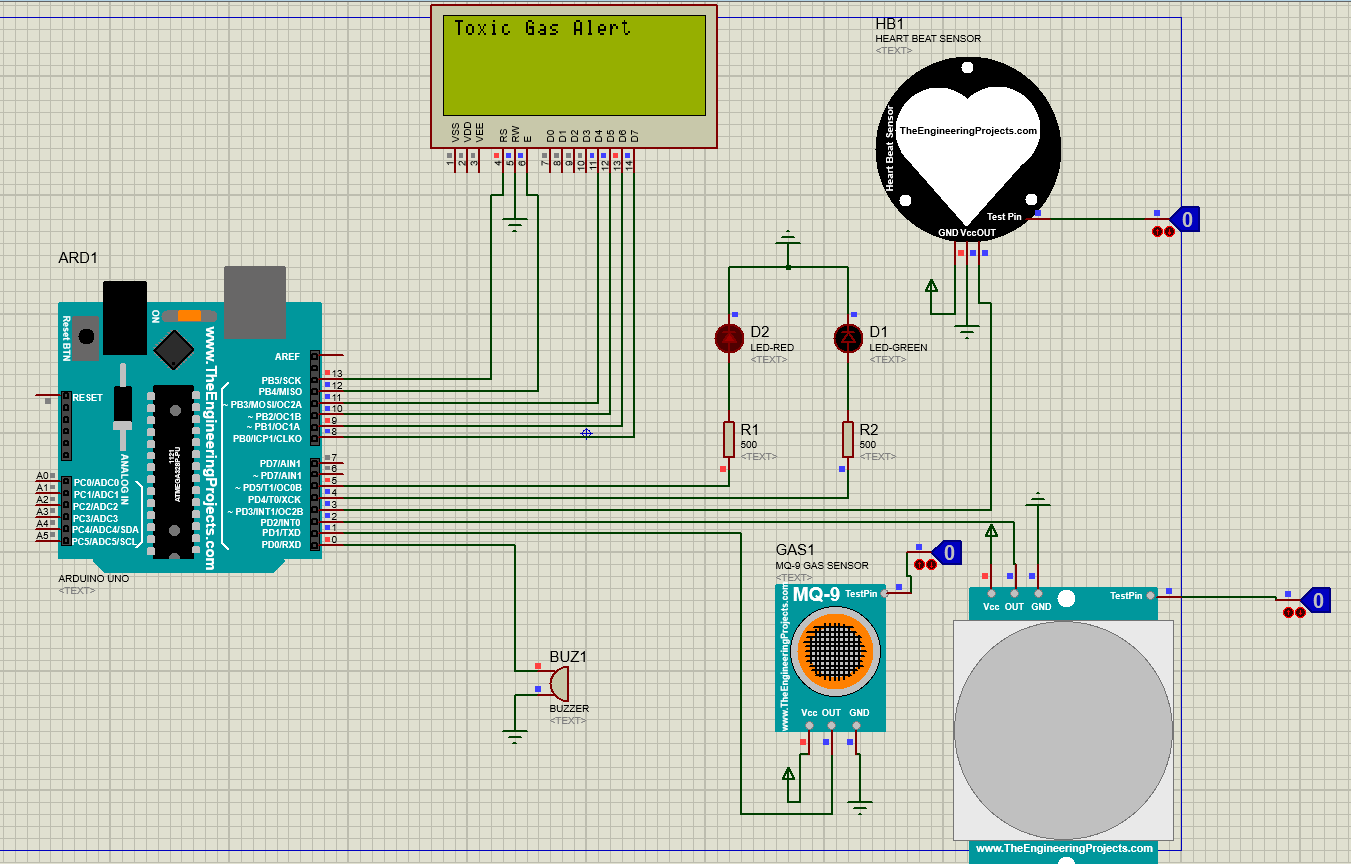 Toxic Gas Alert
VSS VDD VEE RS RW E D0 D1 D2 D3 D4 D5 D6 D7
1 2 3 4 5 6 7 8 9 10 11 12 13 14
HB1
HEART BEAT SENSOR
<TEXT>
Heart Beat Sensor
TheEngineeringProjects.com
Test Pin
GND Vcc OUT
0
ARD1
Reset BTN
ON
www.TheEngineeringProjects.com
RESET
ANALOG IN
1121
ATMEGA328P-PU
AREF
PB5/SCK 13
PB4/MISO 12
~ PB3/MOSI/OC2A 11
~ PB2/OC1B 10
~ PB1/OC1A 9
PB0/ICP1/CLKO 8
PD7/AIN1 7
~ PD7/AIN1 6
~ PD5/T1/OC0B 5
PD4/T0/XCK 4
~ PD3/INT1/OC2B 3
PD2/INT0 2
PD1/TXD 1
PD0/RXD 0
A0 PC0/ADC0
A1 PC1/ADC1
A2 PC2/ADC2
A3 PC3/ADC3
A4 PC4/ADC4/SDA
A5 PC5/ADC5/SCL
ARDUINO UNO
<TEXT>
D2
LED-RED
<TEXT>
D1
LED-GREEN
<TEXT>
R1
500
<TEXT>
R2
500
<TEXT>
BUZ1
BUZZER
<TEXT>
GAS1
MQ-9 GAS SENSOR
<TEXT>
MQ-9 TestPin
www.TheEngineeringProjects.com
Vcc OUT GND
0
Vcc OUT GND
TestPin
0
www.TheEngineeringProjects.com